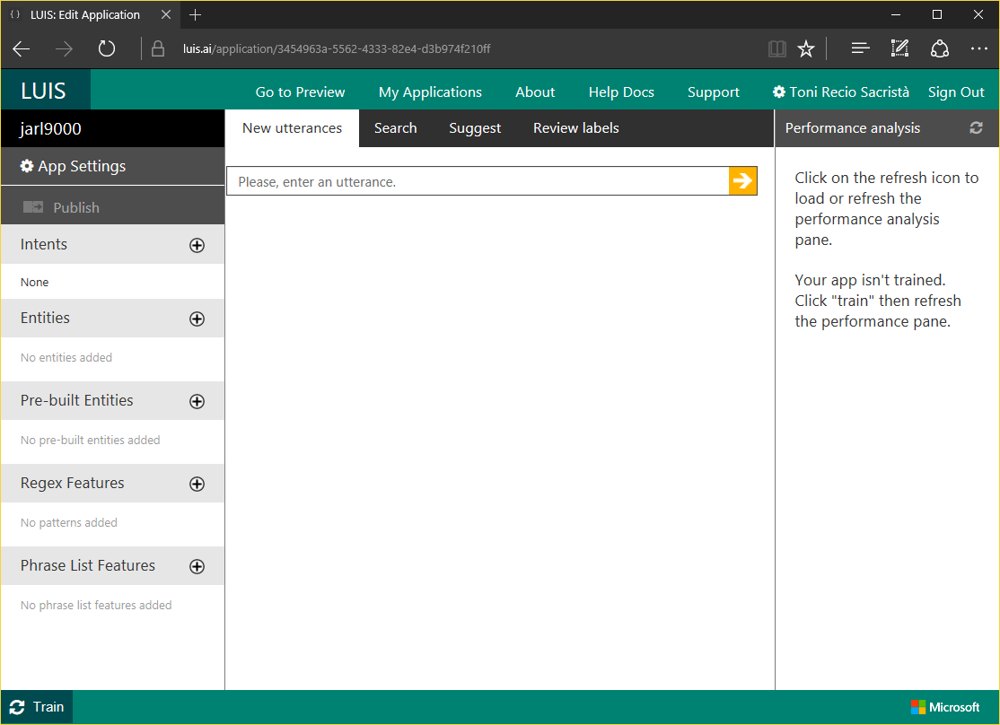 LUIS: Edit Application
luis.ai/application/3454963a-5562-4333-82e4-d3b974f210ff
LUIS
Go to Preview
My Applications
About
Help Docs
Support
Toni Recio Sacristà
Sign Out
jarl9000
App Settings
Publish
Intents
None
Entities
No entities added
Pre-built Entities
No pre-built entities added
Regex Features
No patterns added
Phrase List Features
No phrase list features added
New utterances
Search
Suggest
Review labels
Please, enter an utterance.
Performance analysis
Click on the refresh icon to
load or refresh the
performance analysis
pane.
Your app isn't trained.
Click "train" then refresh
the performance pane.
Train
Microsoft